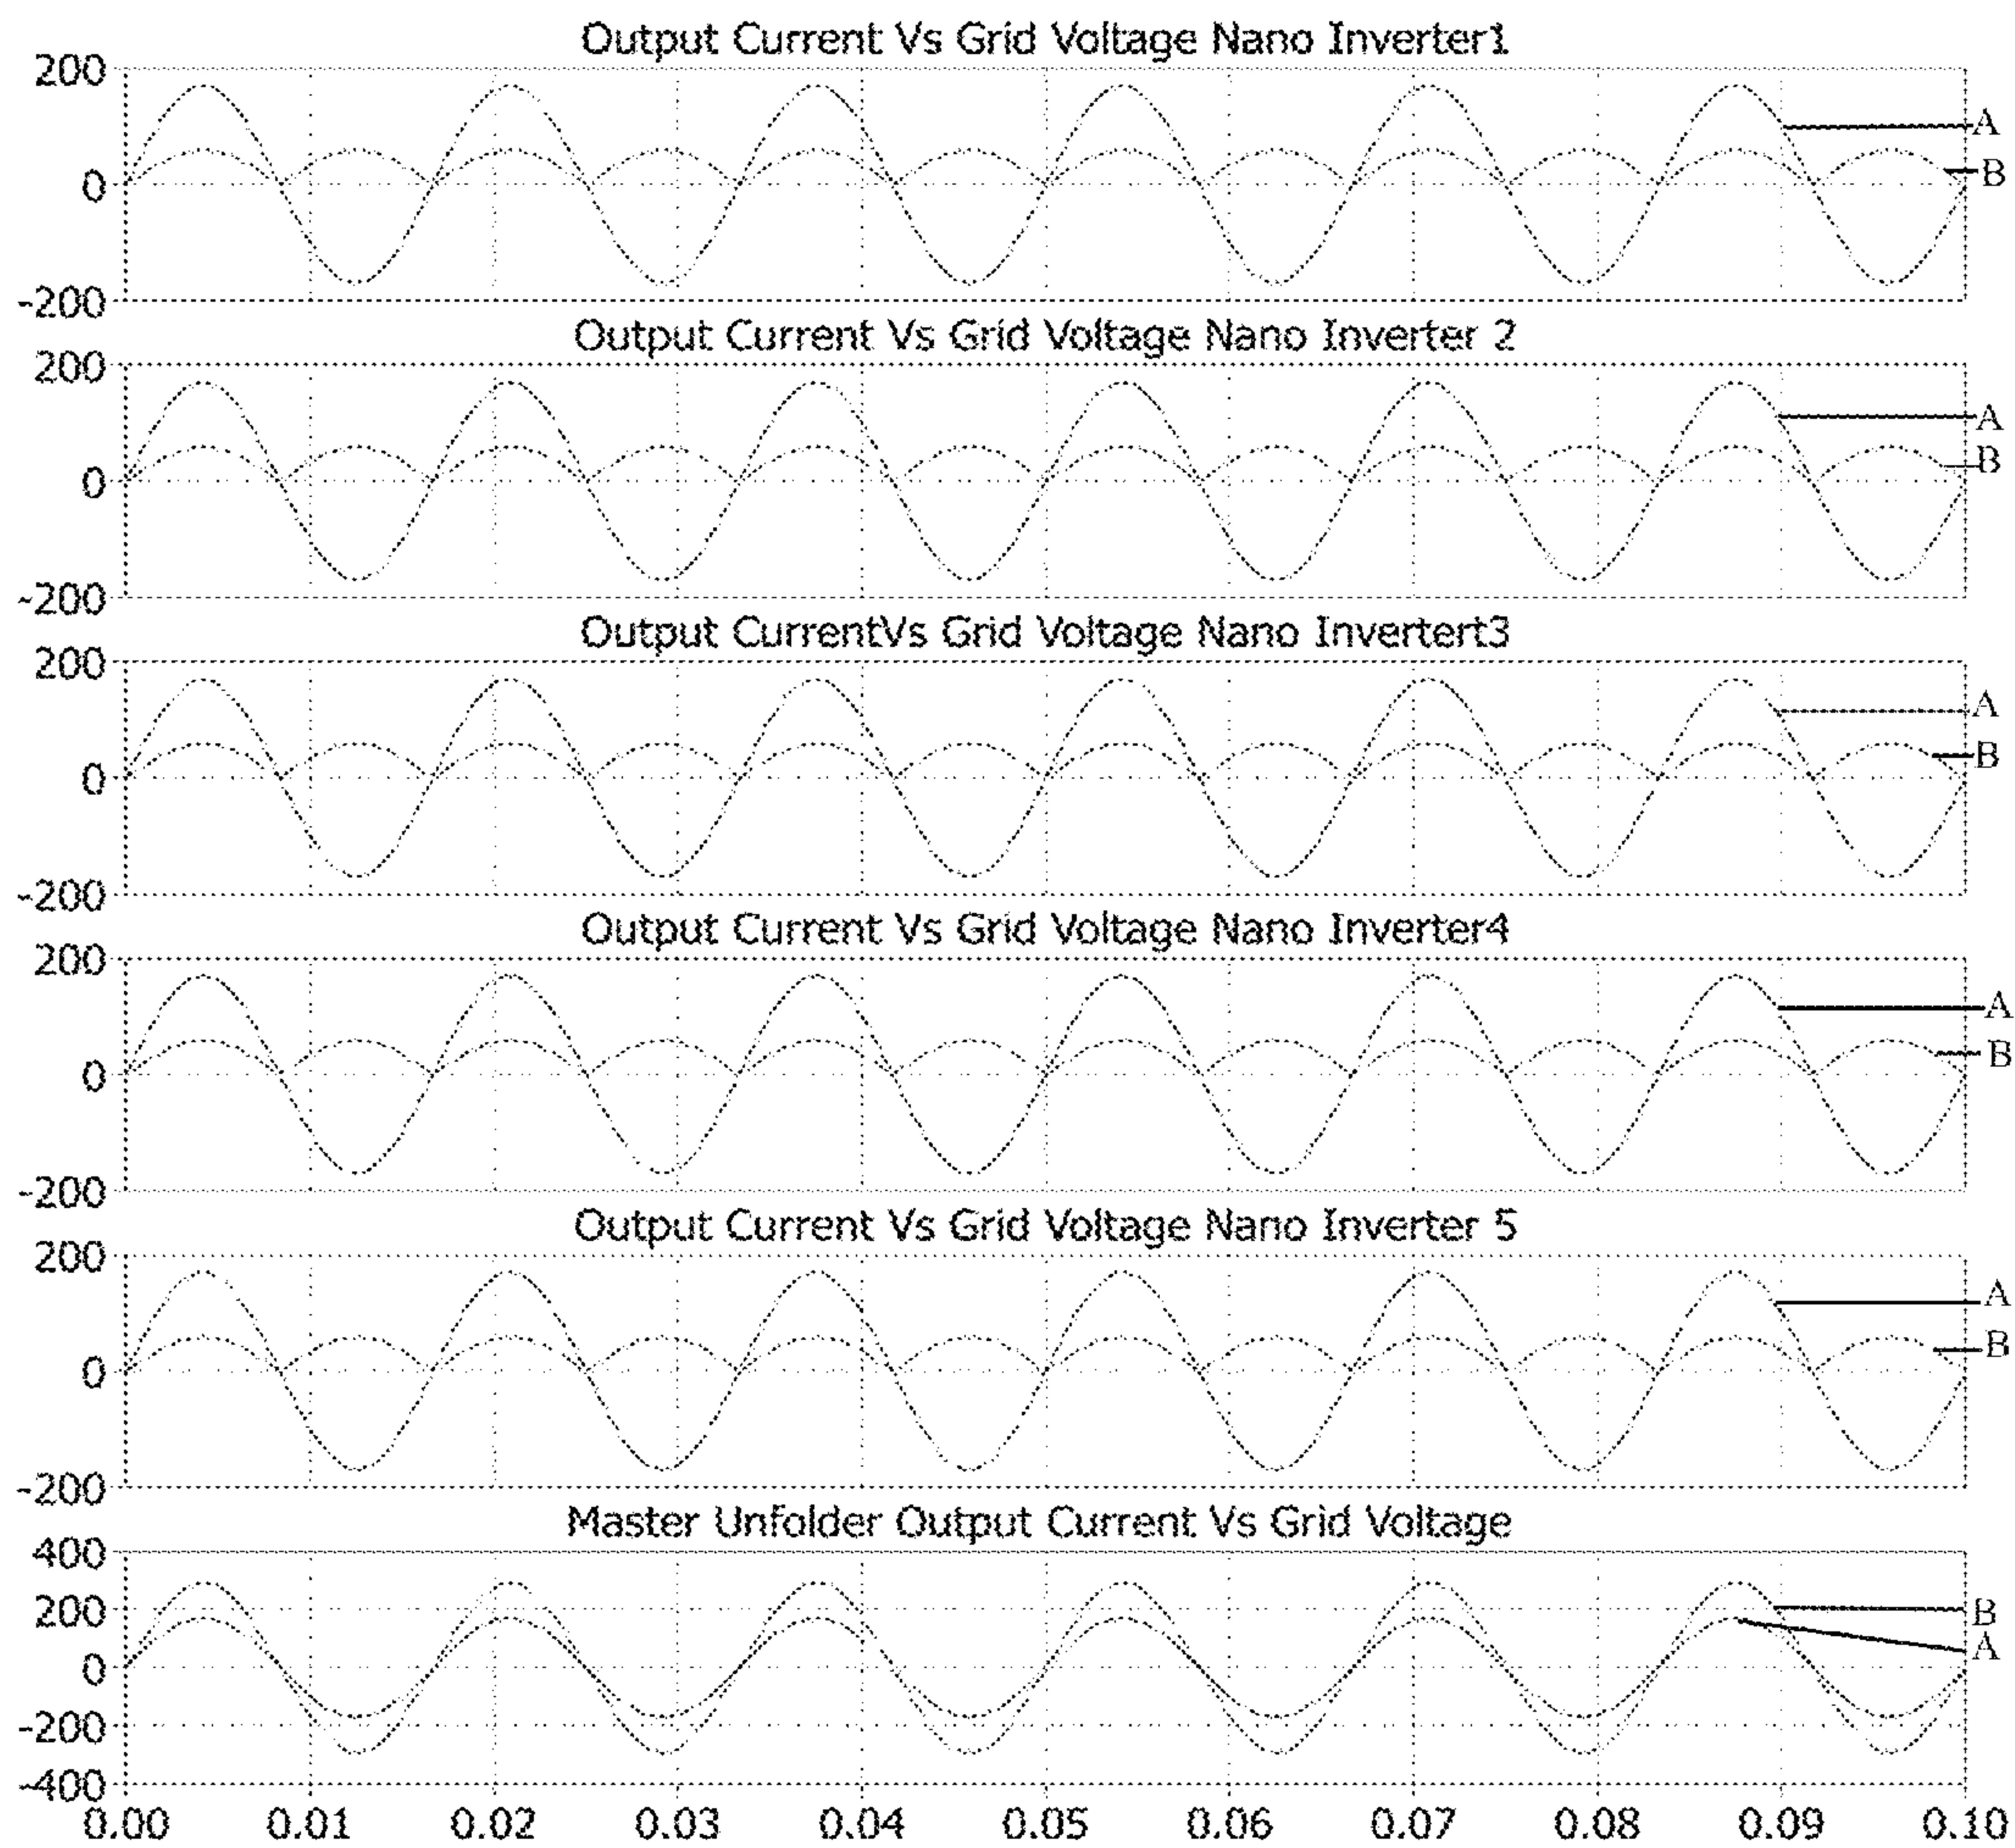 Output Current Vs Grid Voltage Nano Inverter1
200
A
0
B
-200
Output Current Vs Grid Voltage Nano Inverter 2
200
A
B
0
-200
Output CurrentVs Grid Voltage Nano Invertert3
200
A
B
0
-200
Output Current Vs Grid Voltage Nano Inverter4
200
A
B
0
-200
Output Current Vs Grid Voltage Nano Inverter 5
200
A
B
0
-200
Master Unfolder Output Current Vs Grid Voltage
400
200
B
A
0
-200
-400
0.00 0.01 0.02 0.03 0.04 0.05 0.06 0.07 0.08 0.09 0.10